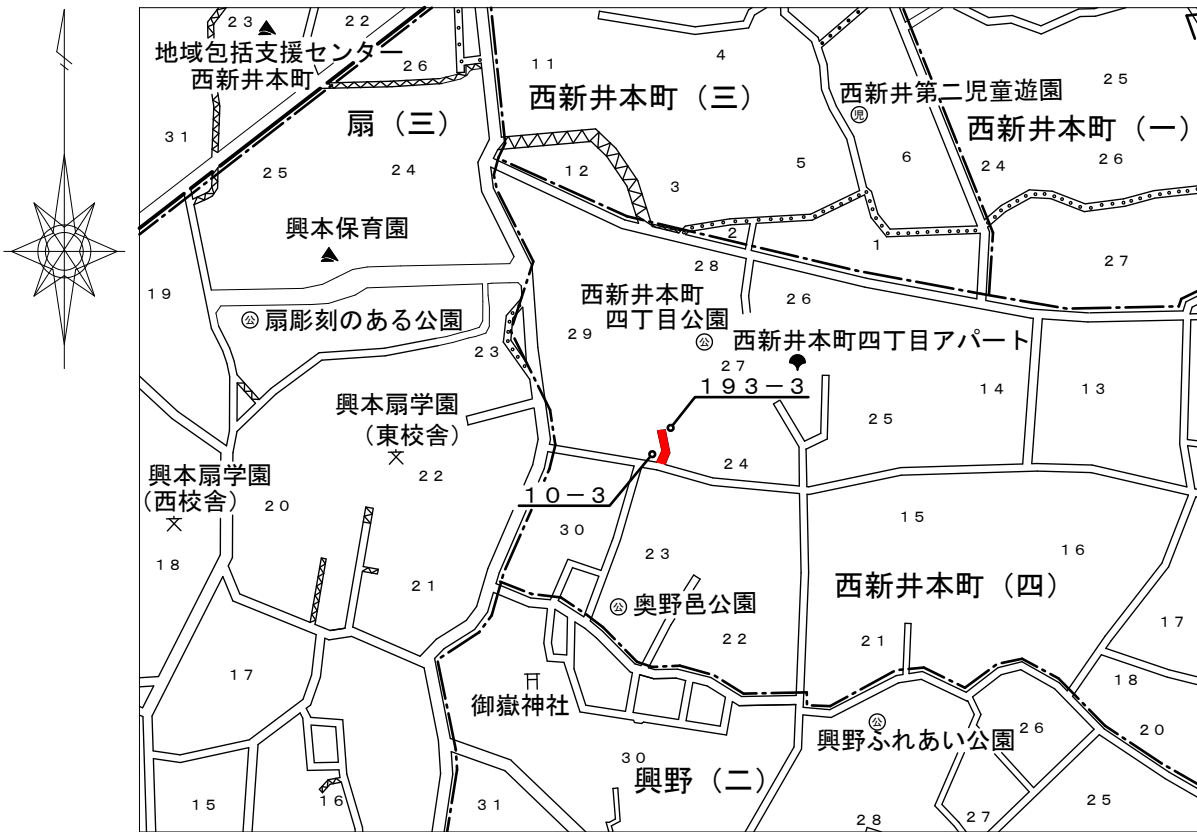 23
22
地域包括支援センター
西新井本町
26
11
4
25
西新井本町（三）
西新井第二児童遊園
児
扇（三）
西新井本町（一）
31
25
24
12
3
5
6
24
26
興本保育園
2
1
27
19
28
西新井本町
四丁目公園
26
公
扇彫刻のある公園
29
公
西新井本町四丁目アパート
23
27
193-3
14
13
興本扇学園
（東校舎）
25
22
24
興本扇学園
（西校舎）
20
10-3
15
30
16
18
23
21
西新井本町（四）
公
奥野邑公園
22
21
17
17
18
御嶽神社
公
興野ふれあい公園
26
20
30
興野（二）
15
16
31
28
27
25